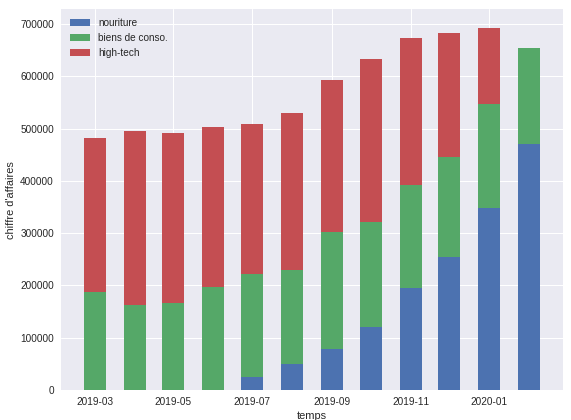 700000
600000
500000
400000
300000
200000
100000
0
nouriture
biens de conso.
high-tech
chiffre d'affaires
2019-03 2019-05 2019-07 2019-09 2019-11 2020-01
temps